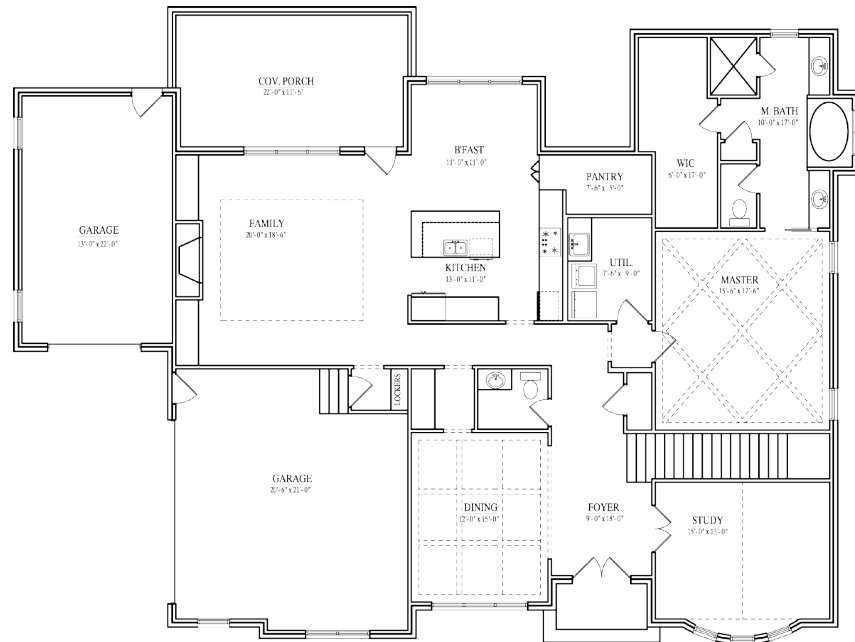 COV. PORCH
22'-0" x 11'-6"
B'FAST
11'-0" x 11'-0"
M. BATH
10'-0" x 17'-0"
WIC
6'-0" x 17'-0"
PANTRY
7'-6" x 5'-0"
GARAGE
13'-0" x 22'-0"
FAMILY
20'-0" x 18'-6"
KITCHEN
13'-0" x 11'-0"
UTIL.
7'-6" x 9'-0"
MASTER
15'-6" x 17'-6"
LOCKERS
GARAGE
20'-6" x 21'-0"
DINING
12'-0" x 15'-0"
FOYER
9'-0" x 18'-0"
STUDY
15'-0" x 13'-0"